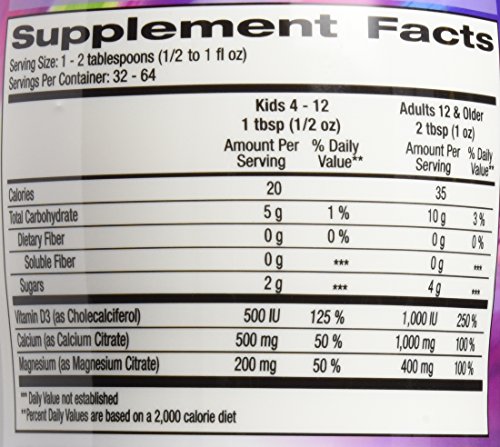 Supplement Facts
Serving Size: 1 - 2 tablespoons (1/2 to 1 fl oz)
Servings Per Container: 32 - 64
Kids 4 - 12 Adults 12 & Older
1 tbsp (1/2 oz) 2 tbsp (1 oz)
Amount Per % Daily Amount Per % Daily
Serving Value** Serving Value**
Calories 20 35
Total Carbohydrate 5 g 1 % 10 g 3 %
Dietary Fiber 0 g 0 % 0 g 0 %
Soluble Fiber 0 g *** 0 g ***
Sugars 2 g *** 4 g ***
Vitamin D3 (as Cholecalciferol) 500 IU 125 % 1,000 IU 250 %
Calcium (as Calcium Citrate) 500 mg 50 % 1,000 mg 100 %
Magnesium (as Magnesium Citrate) 200 mg 50 % 400 mg 100 %
*** Daily Value not established
**Percent Daily Values are based on a 2,000 calorie diet